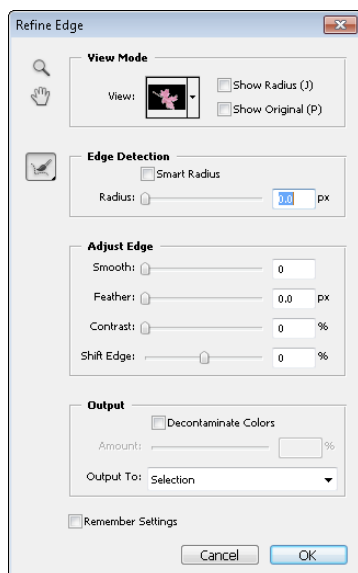 Refine Edge
View Mode
View:
Show Radius (J)
Show Original (P)
Edge Detection
Smart Radius
Radius: 0.0 px
Adjust Edge
Smooth: 0
Feather: 0.0 px
Contrast: 0 %
Shift Edge: 0 %
Output
Decontaminate Colors
Amount: %
Output To: Selection
Remember Settings
Cancel OK